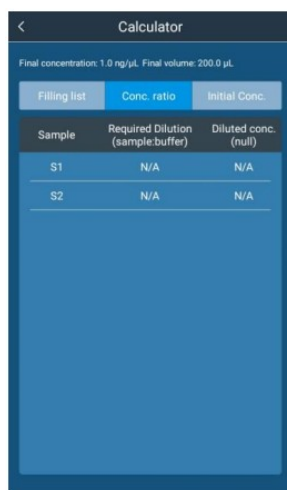 Calculator
Final concentration: 1.0 ng/µL Final volume: 200.0 µL
Filling list Conc. ratio Initial Conc.
Sample Required Dilution (sample:buffer) Diluted conc. (null)
S1 N/A N/A
S2 N/A N/A